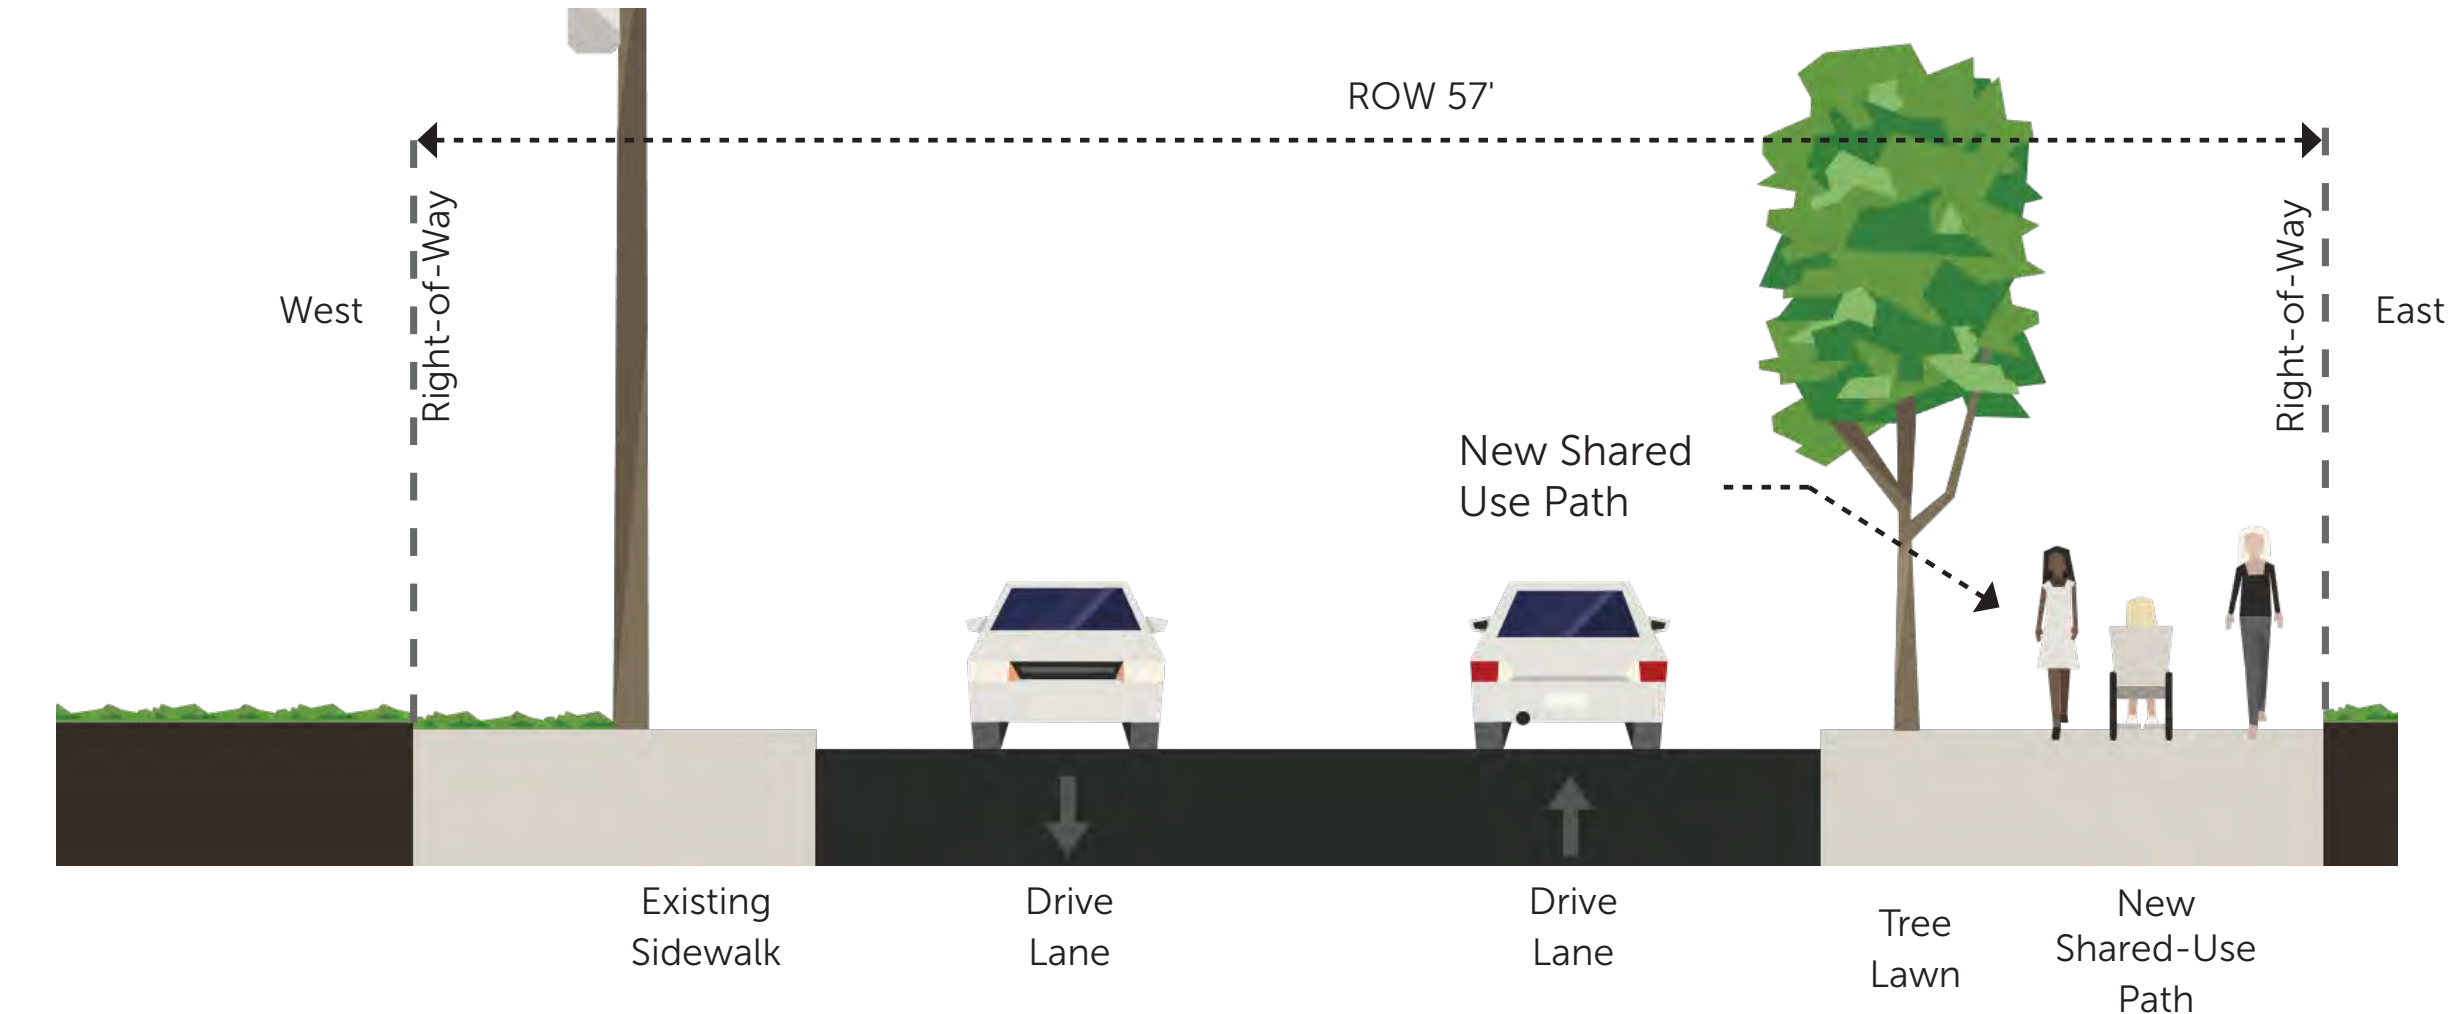 ROW 57'
West
Right-of-Way
Right-of-Way
East
New Shared
Use Path
Existing
Sidewalk
Drive
Lane
Drive
Lane
Tree
Lawn
New
Shared-Use
Path